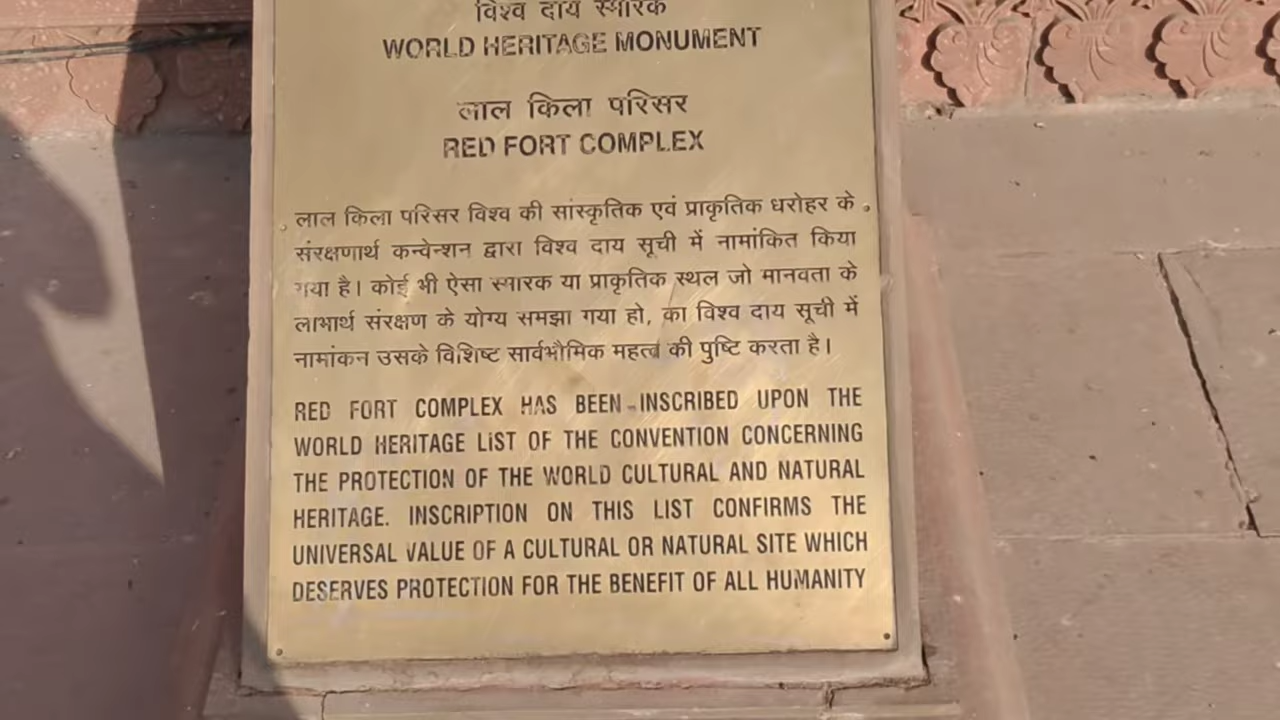 विश्व दाय स्मारक
WORLD HERITAGE MONUMENT
लाल किला परिसर
RED FORT COMPLEX
लाल किला परिसर विश्व की सांस्कृतिक एवं प्राकृतिक धरोहर के
संरक्षणार्थ कन्वेन्शन द्वारा विश्व दाय सूची में नामांकित किया
गया है। कोई भी ऐसा स्मारक या प्राकृतिक स्थल जो मानवता के
लाभार्थ संरक्षण के योग्य समझा गया हो, का विश्व दाय सूची में
नामांकन उसके विशिष्ट सार्वभौमिक महत्व की पुष्टि करता है।
RED FORT COMPLEX HAS BEEN INSCRIBED UPON THE
WORLD HERITAGE LIST OF THE CONVENTION CONCERNING
THE PROTECTION OF THE WORLD CULTURAL AND NATURAL
HERITAGE. INSCRIPTION ON THIS LIST CONFIRMS THE
UNIVERSAL VALUE OF A CULTURAL OR NATURAL SITE WHICH
DESERVES PROTECTION FOR THE BENEFIT OF ALL HUMANITY